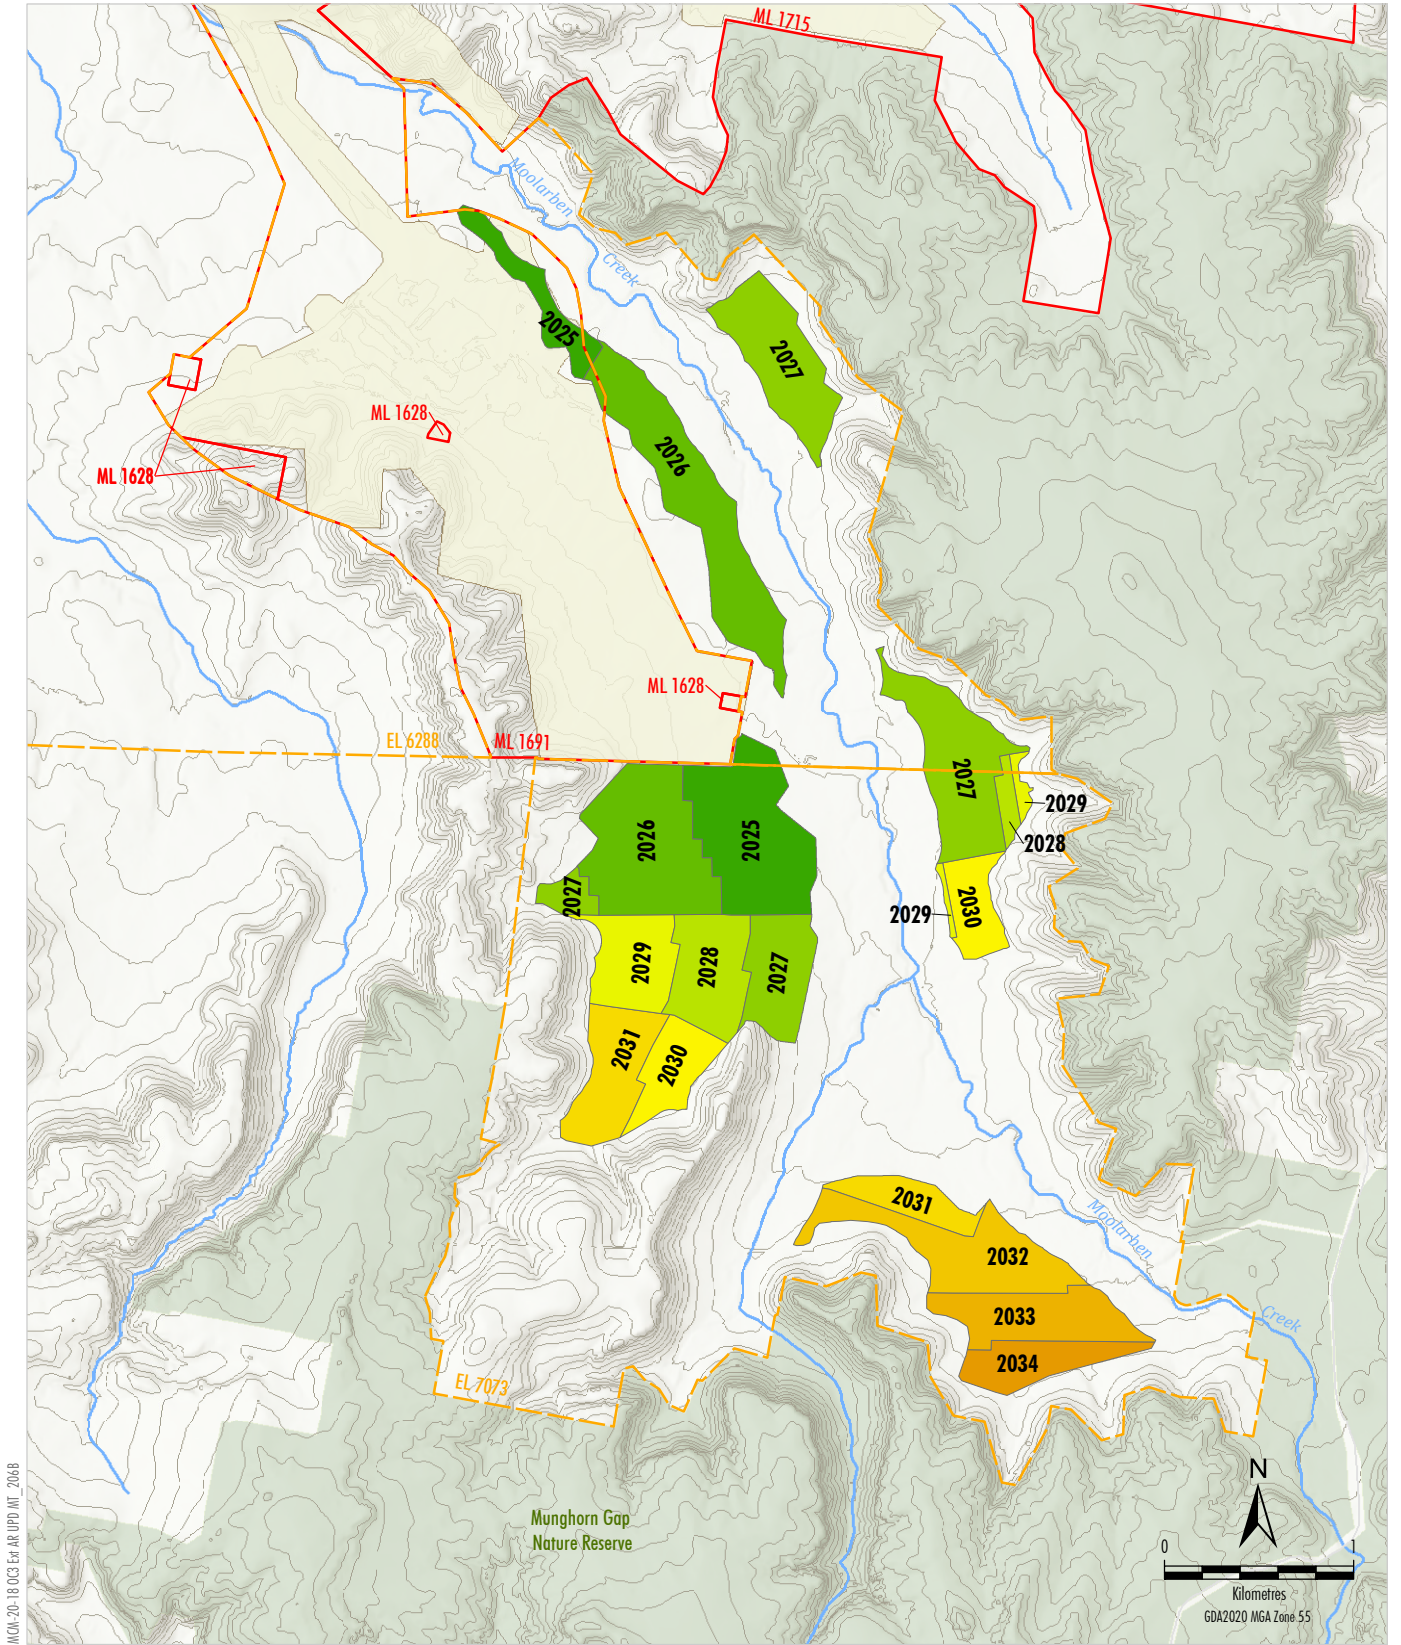 ML 1715
Moolarben
Creek
2025
2027
ML 1628
2026
ML 1628
ML 1628
EL 6288
ML 1691
2027
2029
2026
2025
2028
2027
2029
2030
2029
2028
2027
2031
2030
2031
Moolarben
2032
2033
Creek
2034
EL 7073
N
Munghorn Gap
Nature Reserve
0 1
Kilometres
GDA2020 MGA Zone 55
MCM-20-18 OC3 Ext AR UPD MT_206B